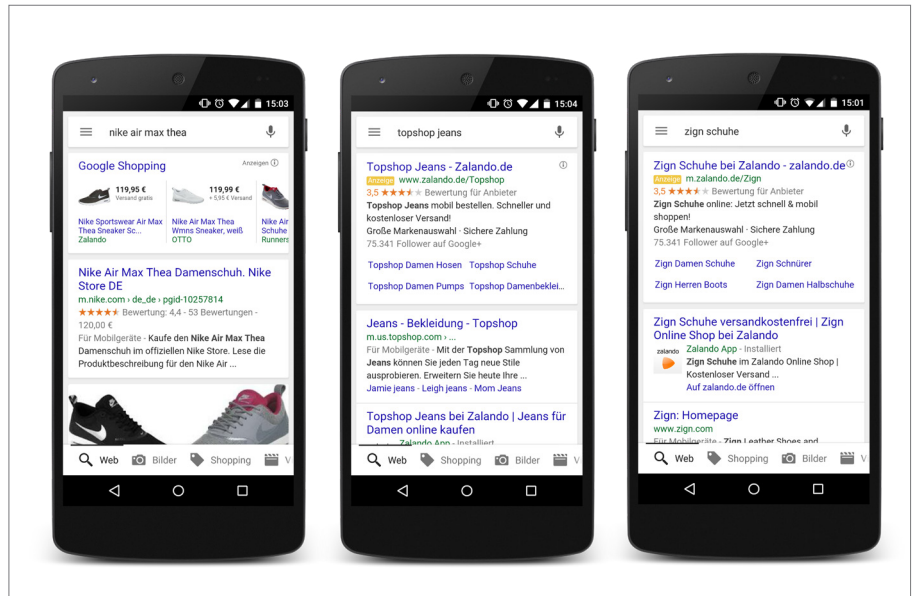 15:03
nike air max thea
Google Shopping
Anzeigen
119,95 €
Versand gratis
Nike Sportswear Air Max
Thea Sneaker Sc...
Zalando
119,99 €
+ 5,95 € Versand
Nike Air Max Thea
Wmns Sneaker, weiß
OTTO
Nike Air
Schuhe
Runners
Nike Air Max Thea Damenschuh. Nike
Store DE
m.nike.com › de_de › pgid-10257814
Bewertung: 4,4 - 53 Bewertungen -
120,00 €
Für Mobilgeräte - Kaufe den Nike Air Max Thea
Damenschuh im offiziellen Nike Store. Lese die
Produktbeschreibung für den Nike Air ...
Web Bilder Shopping V
15:04
topshop jeans
Topshop Jeans - Zalando.de
Anzeige www.zalando.de/Topshop
3,5 Bewertung für Anbieter
Topshop Jeans mobil bestellen. Schneller und
kostenloser Versand!
Große Markenauswahl · Sichere Zahlung
75.341 Follower auf Google+
Topshop Damen Hosen Topshop Schuhe
Topshop Damen Pumps Topshop Damenbeklei...
Jeans - Bekleidung - Topshop
m.us.topshop.com › ...
Für Mobilgeräte - Mit der Topshop Sammlung von
Jeans können Sie jeden Tag neue Stile
ausprobieren. Erweitern Sie heute Ihre ...
Jamie jeans - Leigh jeans - Mom Jeans
Topshop Jeans bei Zalando | Jeans für
Damen online kaufen
Zalando App - Installiert
Web Shopping Bilder V
15:01
zign schuhe
Zign Schuhe bei Zalando - zalando.de
Anzeige m.zalando.de/Zign
3,5 Bewertung für Anbieter
Zign Schuhe online: Jetzt schnell & mobil
shoppen!
Große Markenauswahl · Sichere Zahlung
75.341 Follower auf Google+
Zign Damen Schuhe Zign Schnürer
Zign Herren Boots Zign Damen Halbschuhe
Zign Schuhe versandkostenfrei | Zign
Online Shop bei Zalando
zalando
Zalando App - Installiert
Zign Schuhe im Zalando Online Shop |
Kostenloser Versand ...
Auf zalando.de öffnen
Zign: Homepage
www.zign.com
Für Mobilgeräte - Zign Leather Shoes and
Web Shopping Bilder V